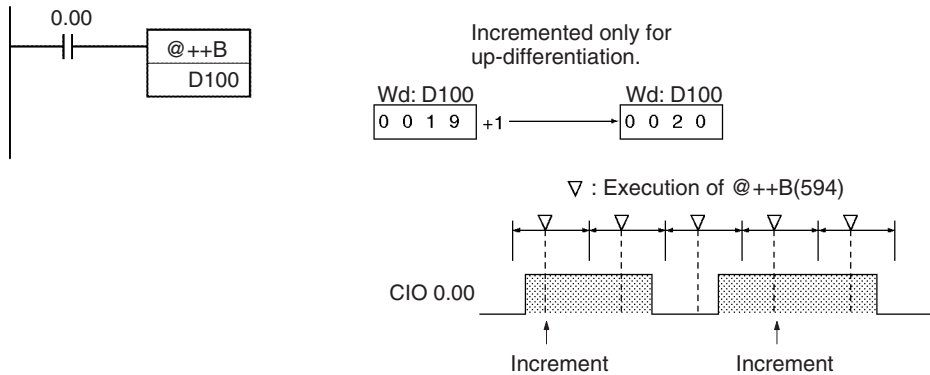 0.00
@++B
D100
Incremented only for
up-differentiation.
Wd: D100
Wd: D100
0 0 1 9 +1 0 0 2 0
▽ : Execution of @++B(594)
CIO 0.00
Increment Increment